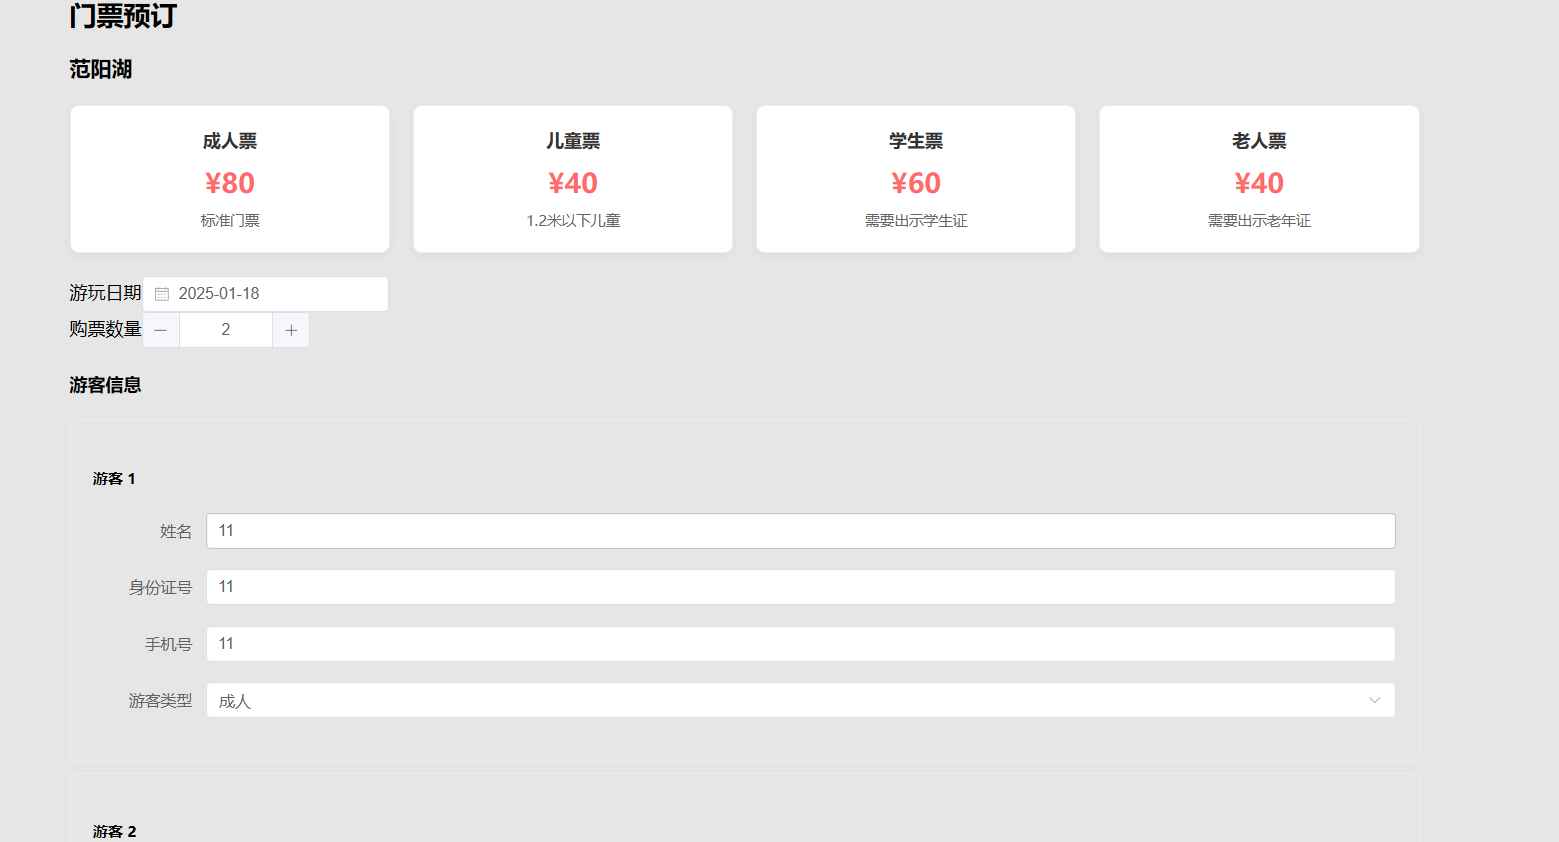 门票预订
范阳湖
成人票
¥80
标准门票
儿童票
¥40
1.2米以下儿童
学生票
¥60
需要出示学生证
老人票
¥40
需要出示老年证
游玩日期 2025-01-18
购票数量 2
游客信息
游客 1
姓名 11
身份证号 11
手机号 11
游客类型 成人
游客 2